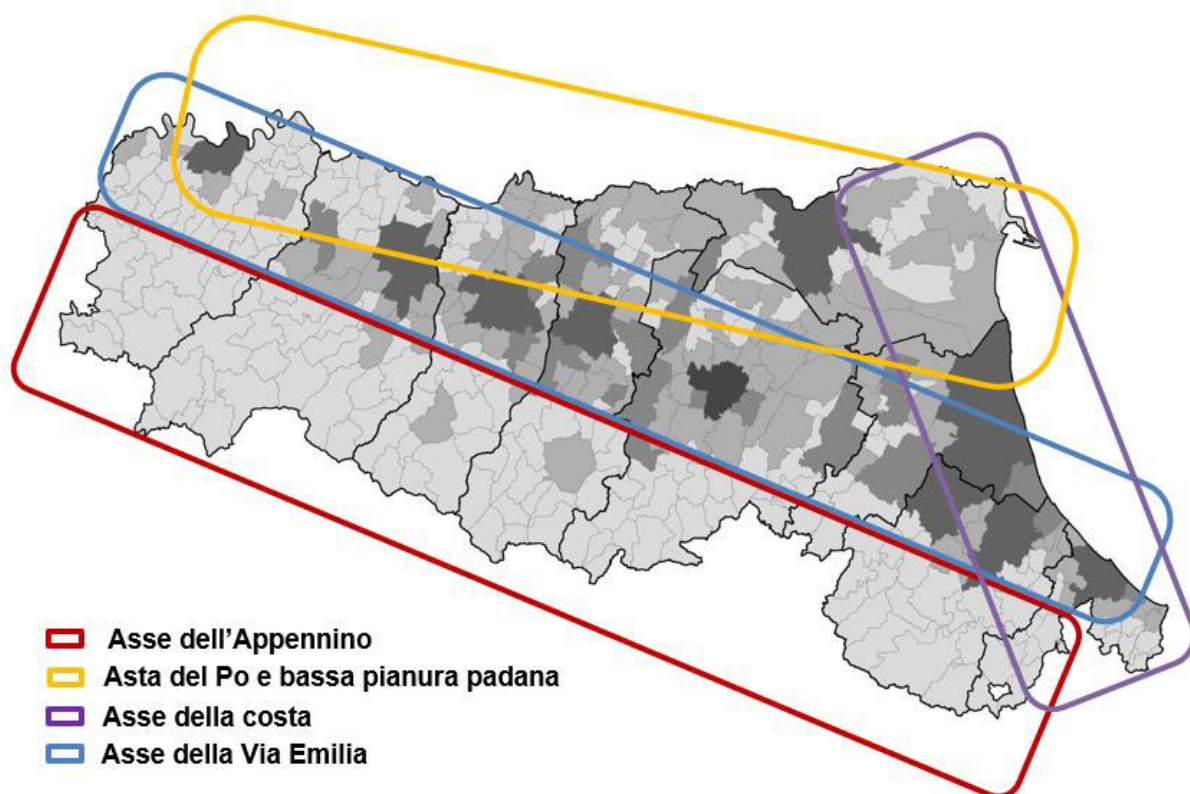 Asse dell’Appennino
Asta del Po e bassa pianura padana
Asse della costa
Asse della Via Emilia